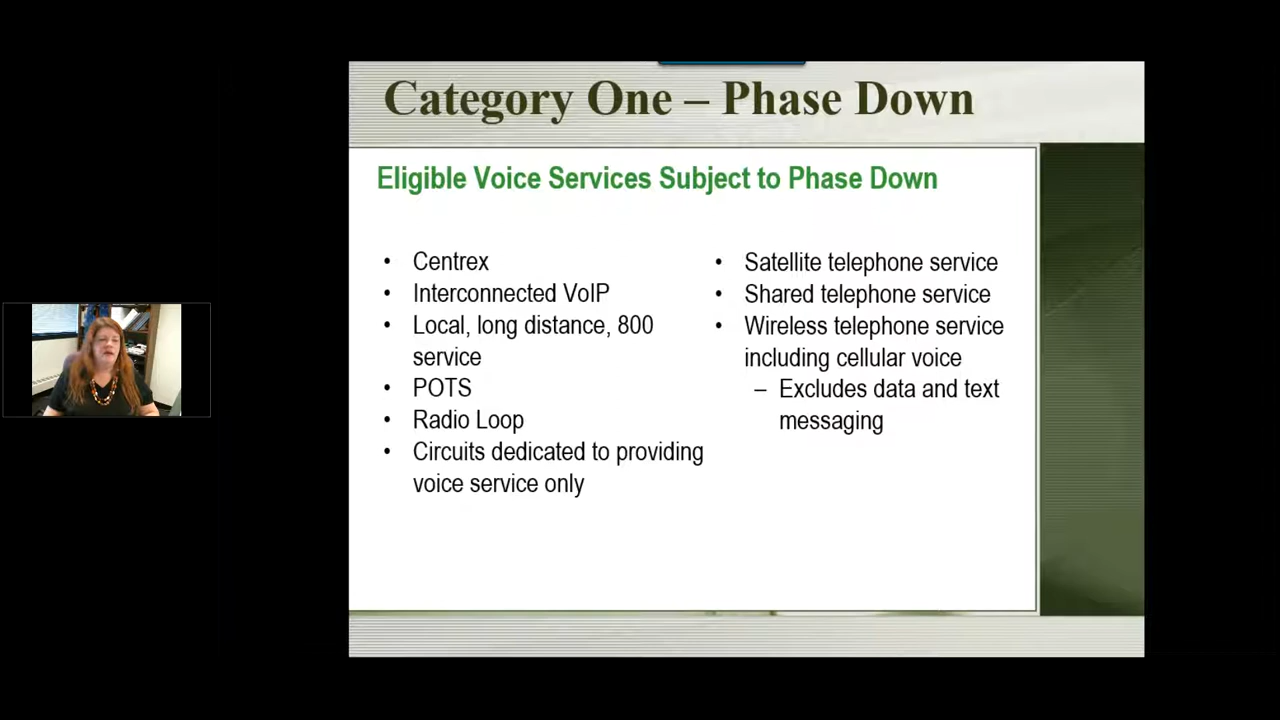 Category One – Phase Down
Eligible Voice Services Subject to Phase Down
• Centrex
• Interconnected VoIP
• Local, long distance, 800
service
• POTS
• Radio Loop
• Circuits dedicated to providing
voice service only
• Satellite telephone service
• Shared telephone service
• Wireless telephone service
including cellular voice
– Excludes data and text
messaging